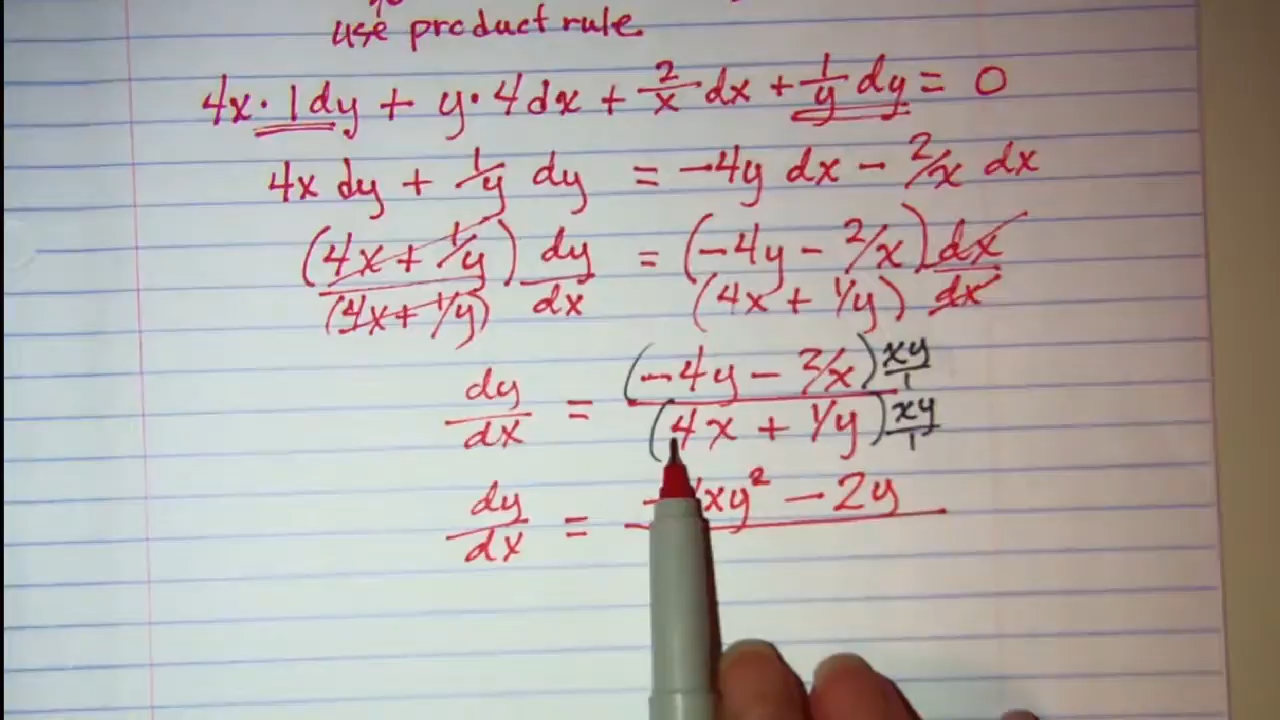 use product rule
4x · 1dy + y · 4dx + 2/x dx + 1/y dy = 0
4x dy + 1/y dy = -4y dx - 2/x dx
(4x + 1/y) dy = (-4y - 2/x) dx
(4x + 1/y) dx (4x + 1/y) dx
dy/dx = (-4y - 2/x) xy/1
(4x + 1/y) xy/1
dy/dx = xy² - 2y